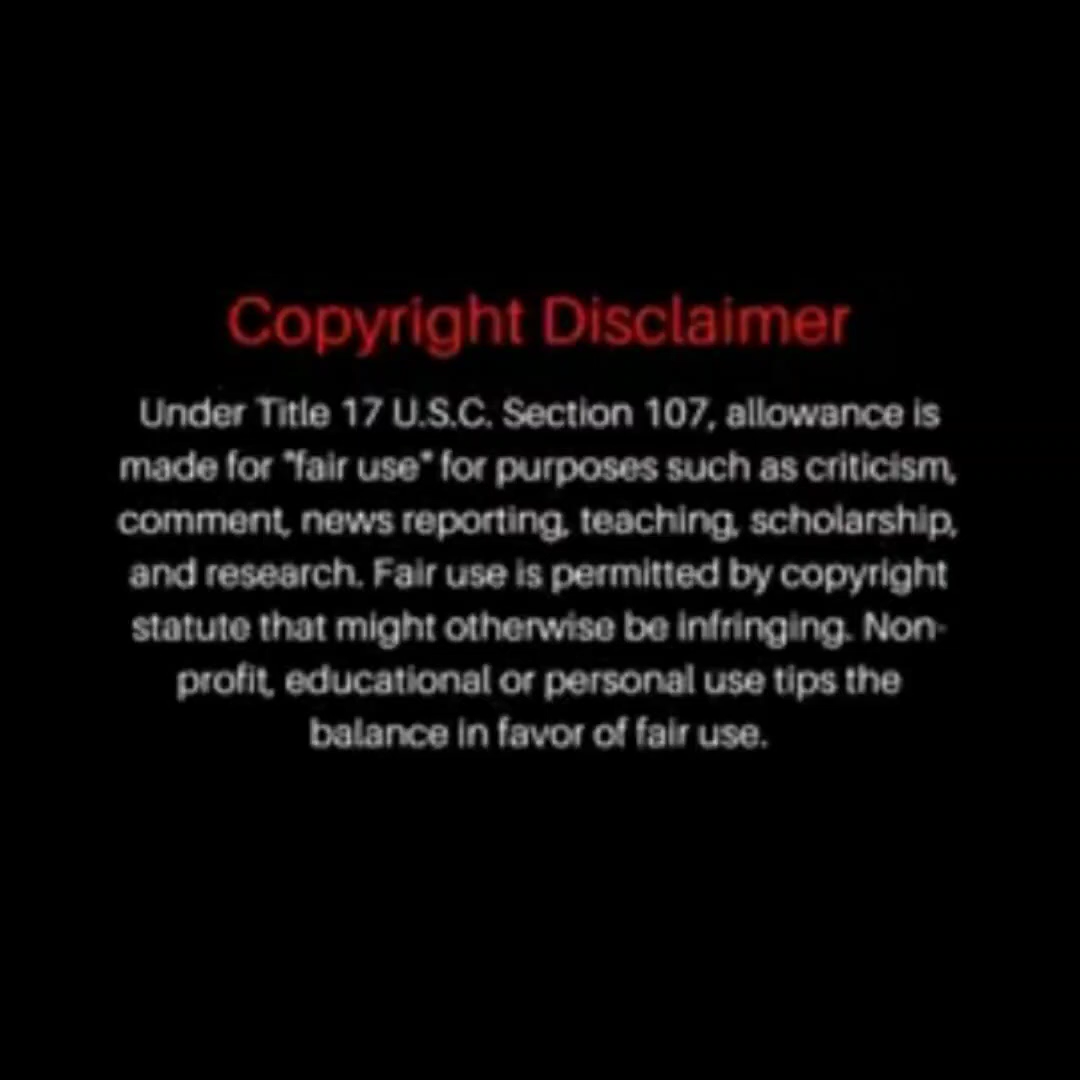 Copyright Disclaimer
Under Title 17 U.S.C. Section 107, allowance is
made for "fair use" for purposes such as criticism,
comment, news reporting, teaching, scholarship,
and research. Fair use is permitted by copyright
statute that might otherwise be infringing. Non-
profit, educational or personal use tips the
balance in favor of fair use.